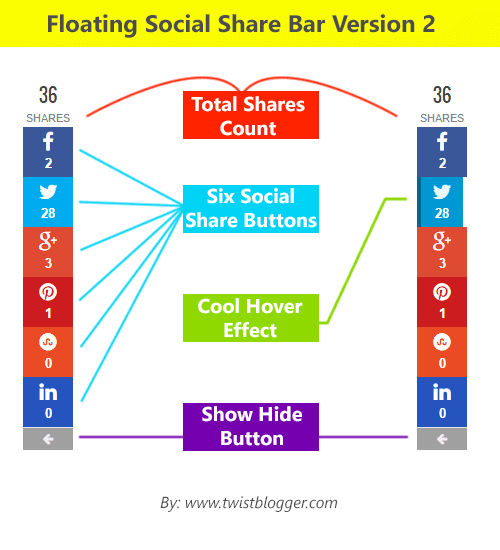 Floating Social Share Bar Version 2
36
SHARES
f
2
28
g+
3
1
0
in
0
Total Shares
Count
Six Social
Share Buttons
Cool Hover
Effect
Show Hide
Button
36
SHARES
f
2
28
g+
3
1
0
in
0
By: www.twistblogger.com